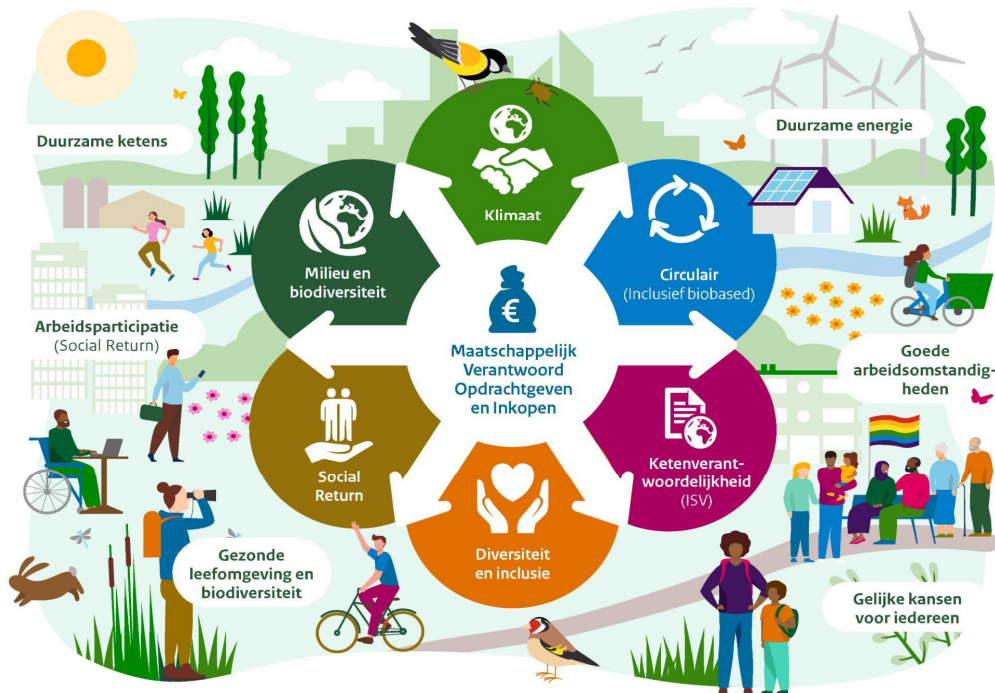 Duurzame ketens
Duurzame energie
Klimaat
Milieu en
biodiversiteit
Circulair
(Inclusief biobased)
Arbeidsparticipatie
(Social Return)
€
Maatschappelijk
Verantwoord
Opdrachtgeven
en Inkopen
Goede
arbeidsomstandig-
heden
Social
Return
Ketenverant-
woordelijkheid
(ISV)
Diversiteit
en inclusie
Gezonde
leefomgeving en
biodiversiteit
Gelijke kansen
voor iedereen